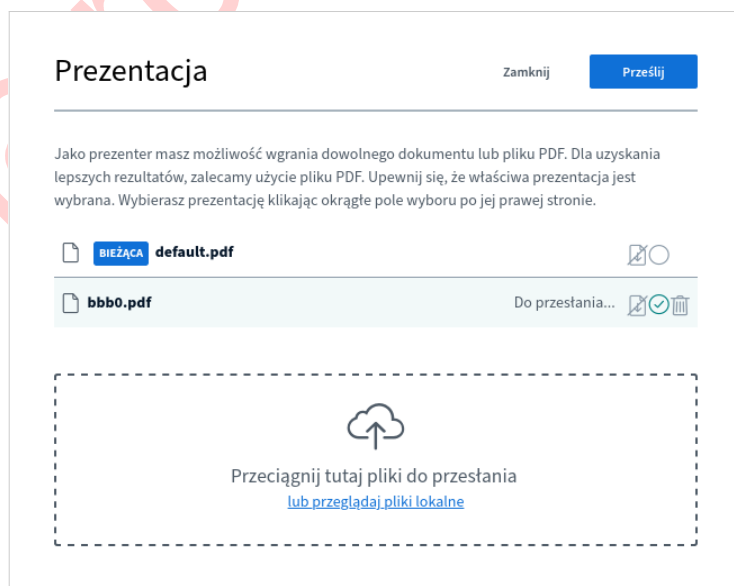 Prezentacja
Zamknij
Prześlij
Jako prezenter masz możliwość wgrania dowolnego dokumentu lub pliku PDF. Dla uzyskania
lepszych rezultatów, zalecamy użycie pliku PDF. Upewnij się, że właściwa prezentacja jest
wybrana. Wybierasz prezentację klikając okrągłe pole wyboru po jej prawej stronie.
BIEŻĄCA default.pdf
bbb0.pdf Do przesłania...
Przeciągnij tutaj pliki do przesłania
lub przeglądaj pliki lokalne